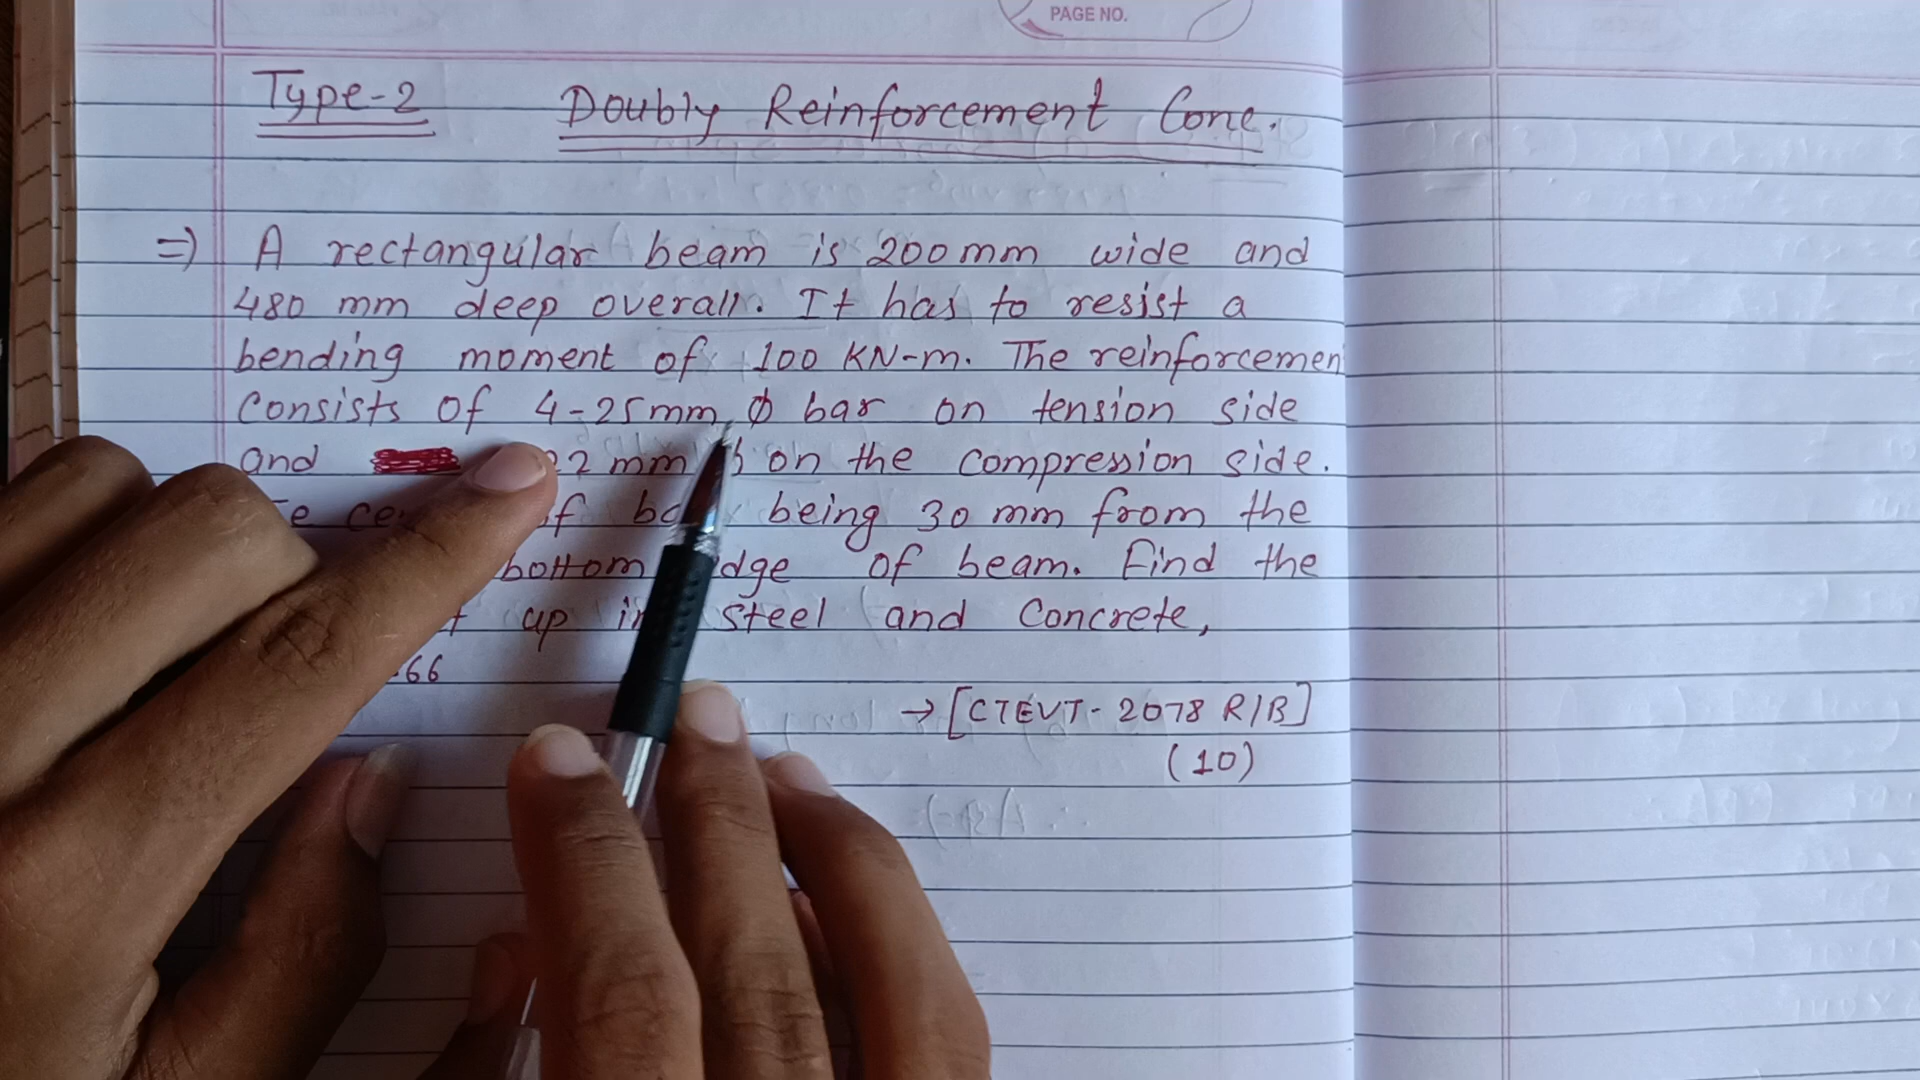 PAGE NO.
Type-2 Doubly Reinforcement Conc.
=) A rectangular beam is 200 mm wide and
480 mm deep overall. It has to resist a
bending moment of 100 KN-m. The reinforcemen
consists of 4-25mm ϕ bar on tension side
and 22 mm on the compression side.
of being 30 mm from the
bottom of beam. Find the
up in steel and Concrete,
66
→ [CTEVT- 2078 R/B]
(10)